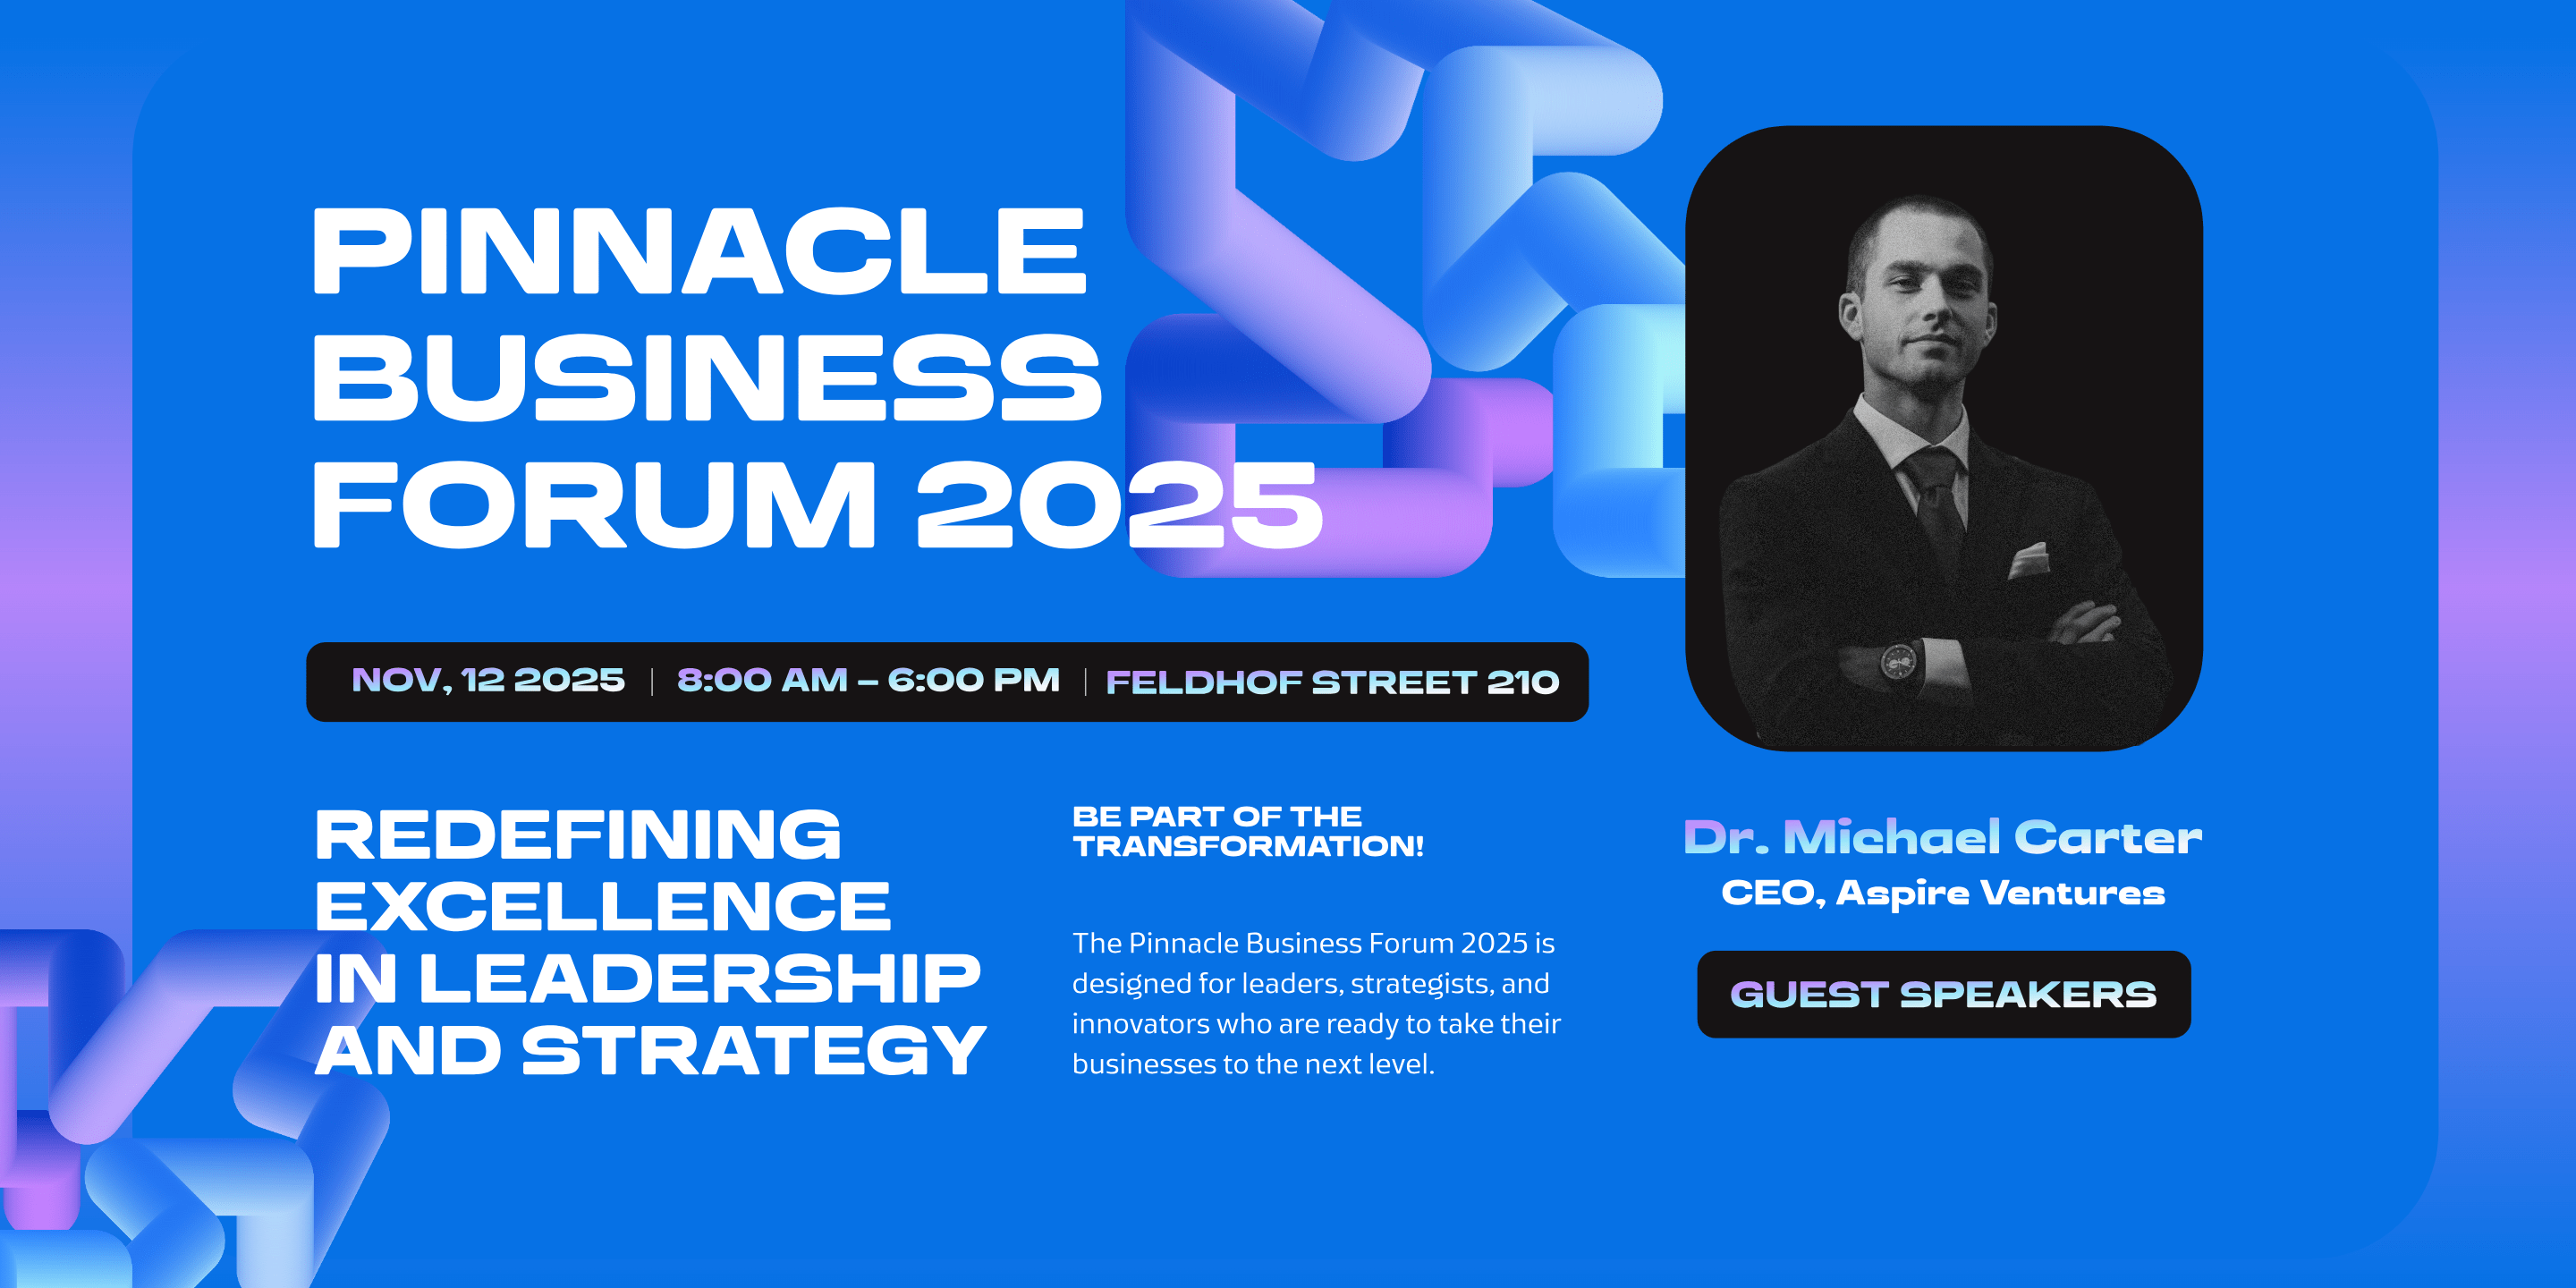 PINNACLE
BUSINESS
FORUM 2025
NOV, 12 2025
8:00 AM – 6:00 PM
FELDHOF STREET 210
REDEFINING
EXCELLENCE
IN LEADERSHIP
AND STRATEGY
BE PART OF THE
TRANSFORMATION!
The Pinnacle Business Forum 2025 is
designed for leaders, strategists, and
innovators who are ready to take their
businesses to the next level.
Dr. Michael Carter
CEO, Aspire Ventures
GUEST SPEAKERS